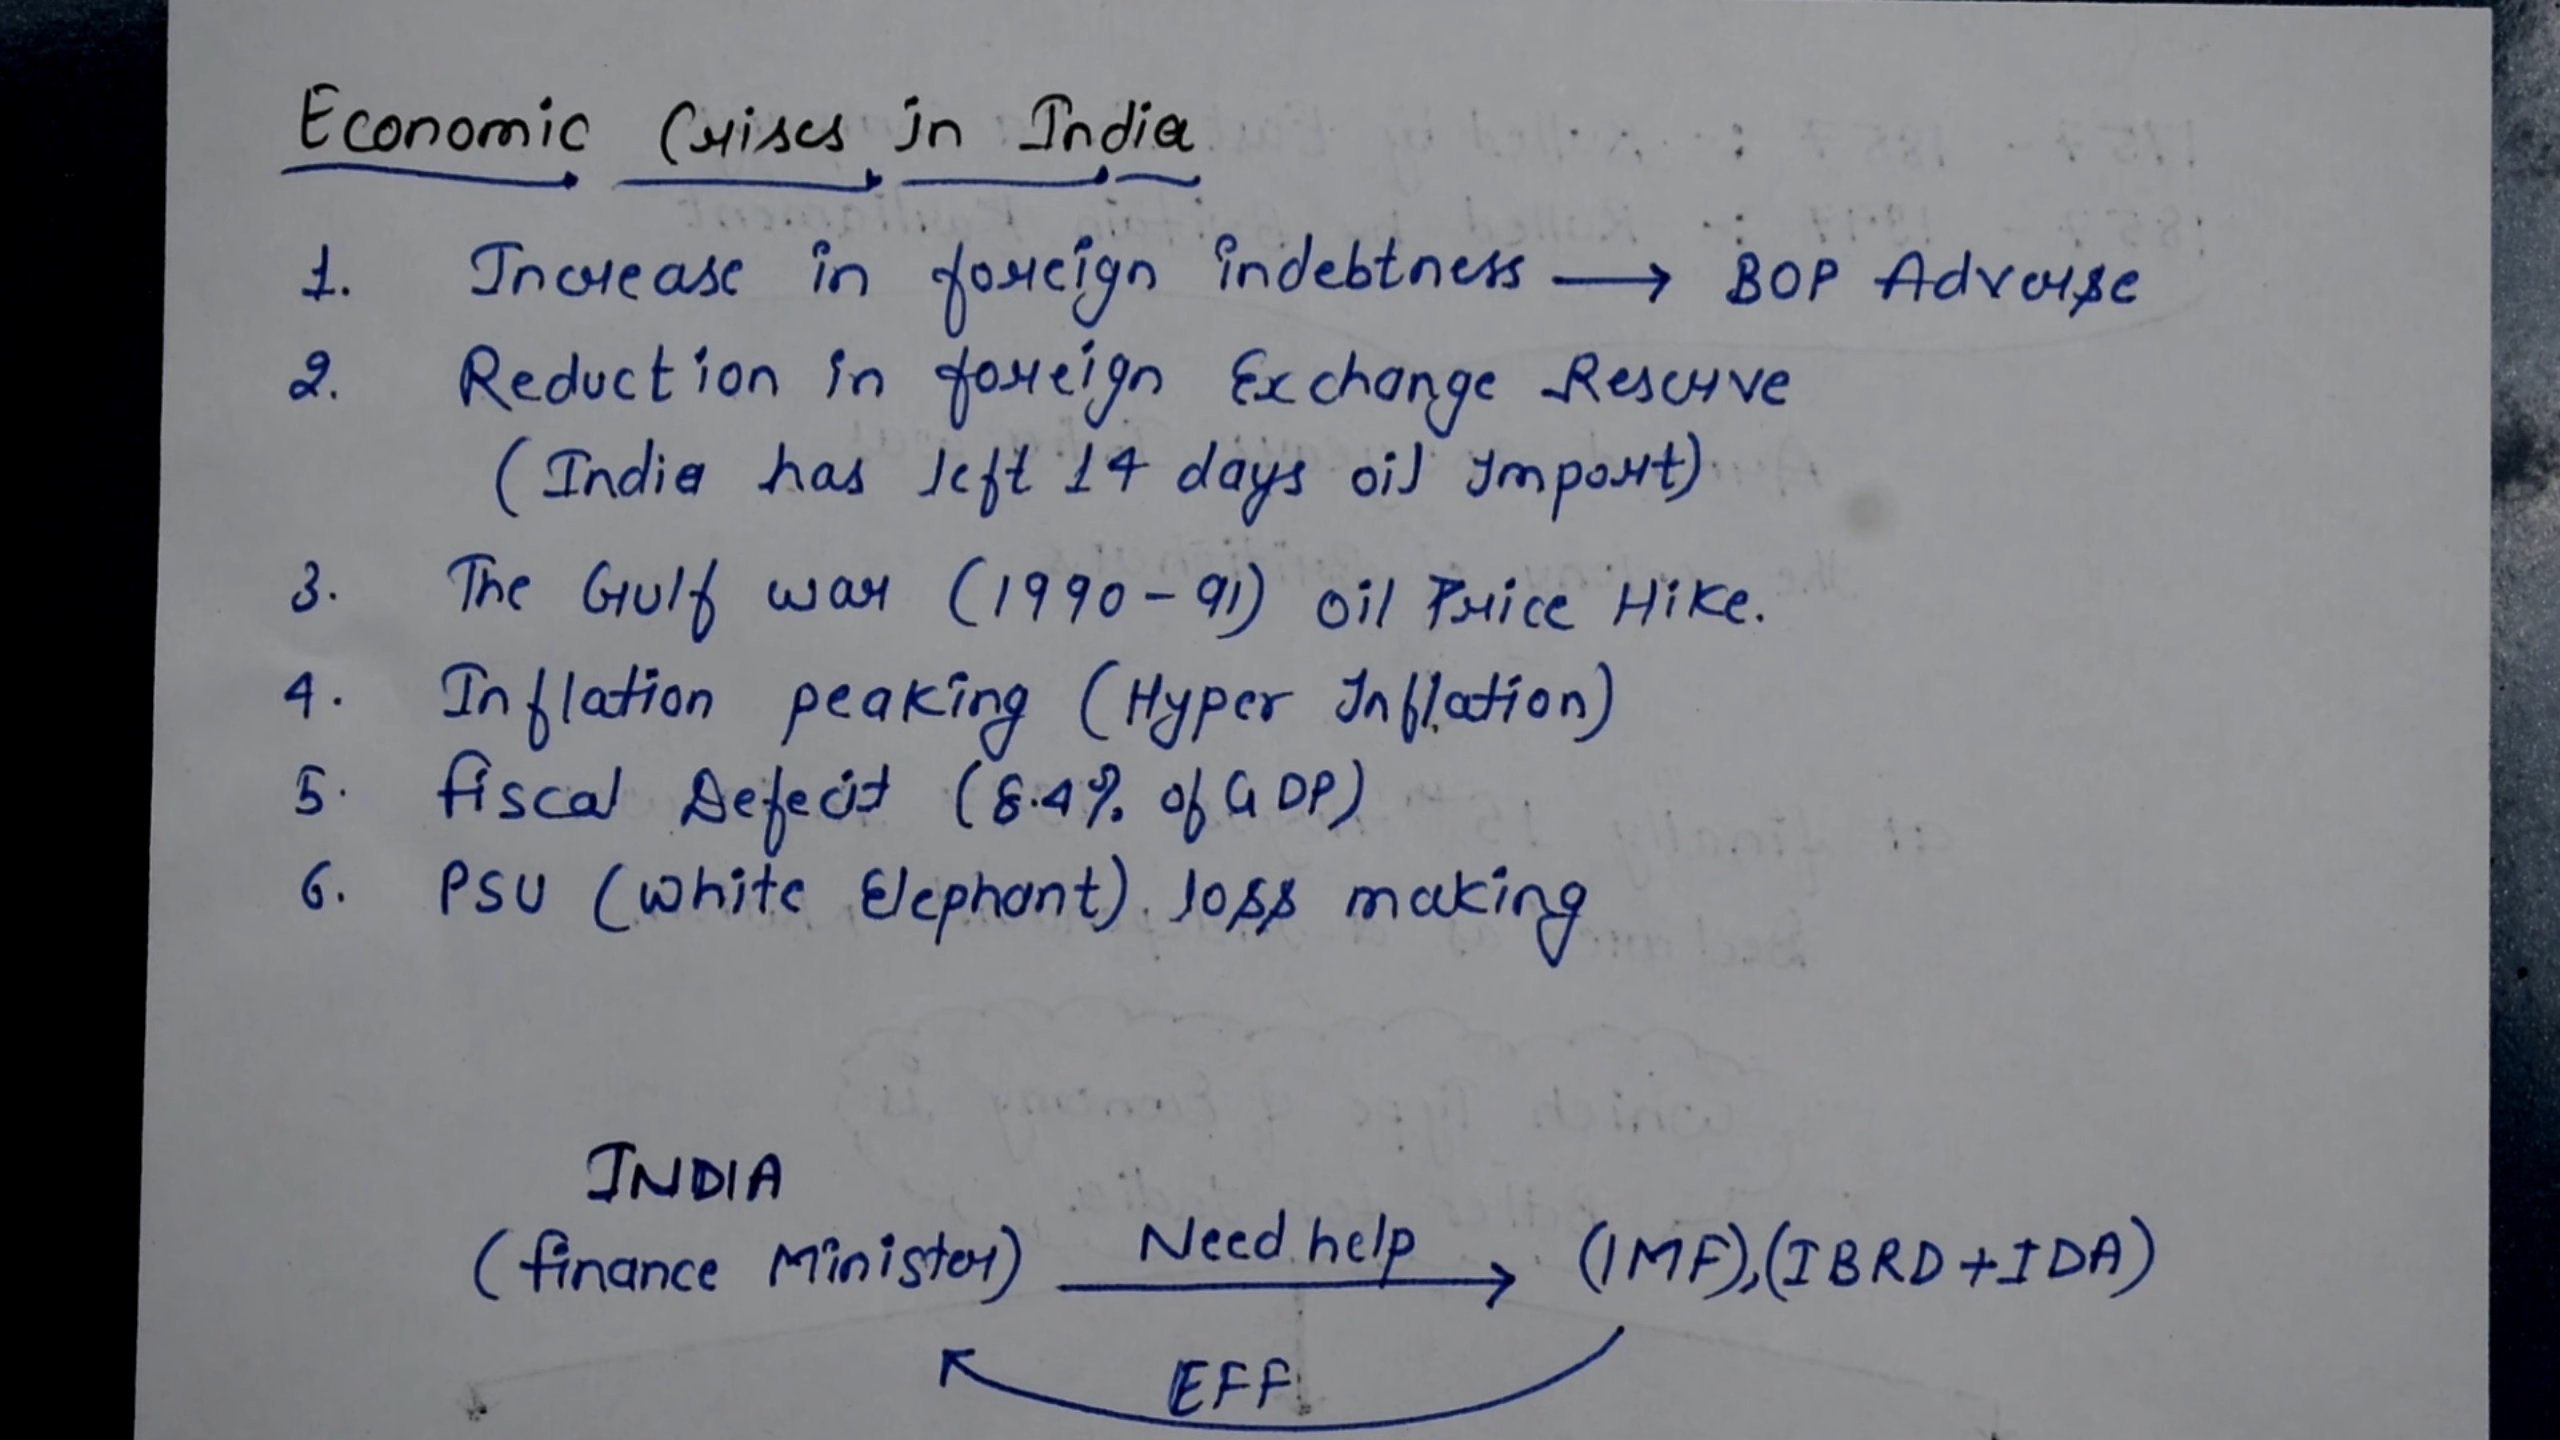 Economic Crises in India
1. Increase in foreign indebtness → BOP Adverse
2. Reduction in foreign Exchange Reserve
(India has left 14 days oil Import)
3. The Gulf war (1990-91) oil Price Hike.
4. Inflation peaking (Hyper Inflation)
5. fiscal Defecit (8.4% of GDP)
6. PSU (white Elephant) loss making
INDIA
(finance Minister) Need help → (IMF),(IBRD+IDA)
EFF